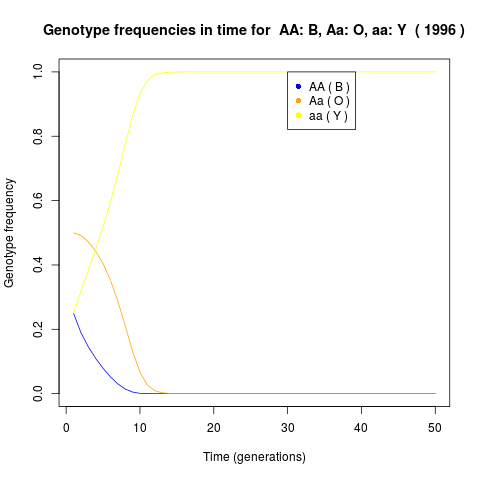 Genotype frequencies in time for  AA: B, Aa: O, aa: Y  ( 1996 )
1.0
AA ( B )
Aa ( O )
aa ( Y )
0.8
0.6
Genotype frequency
0.4
0.2
0.0
0 10 20 30 40 50
Time (generations)